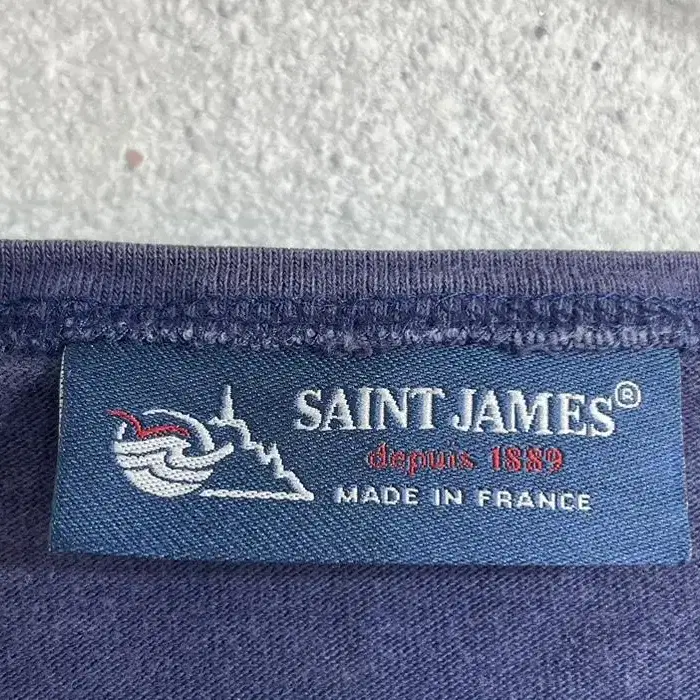 SAINT JAMES®
depuis 1889
MADE IN FRANCE